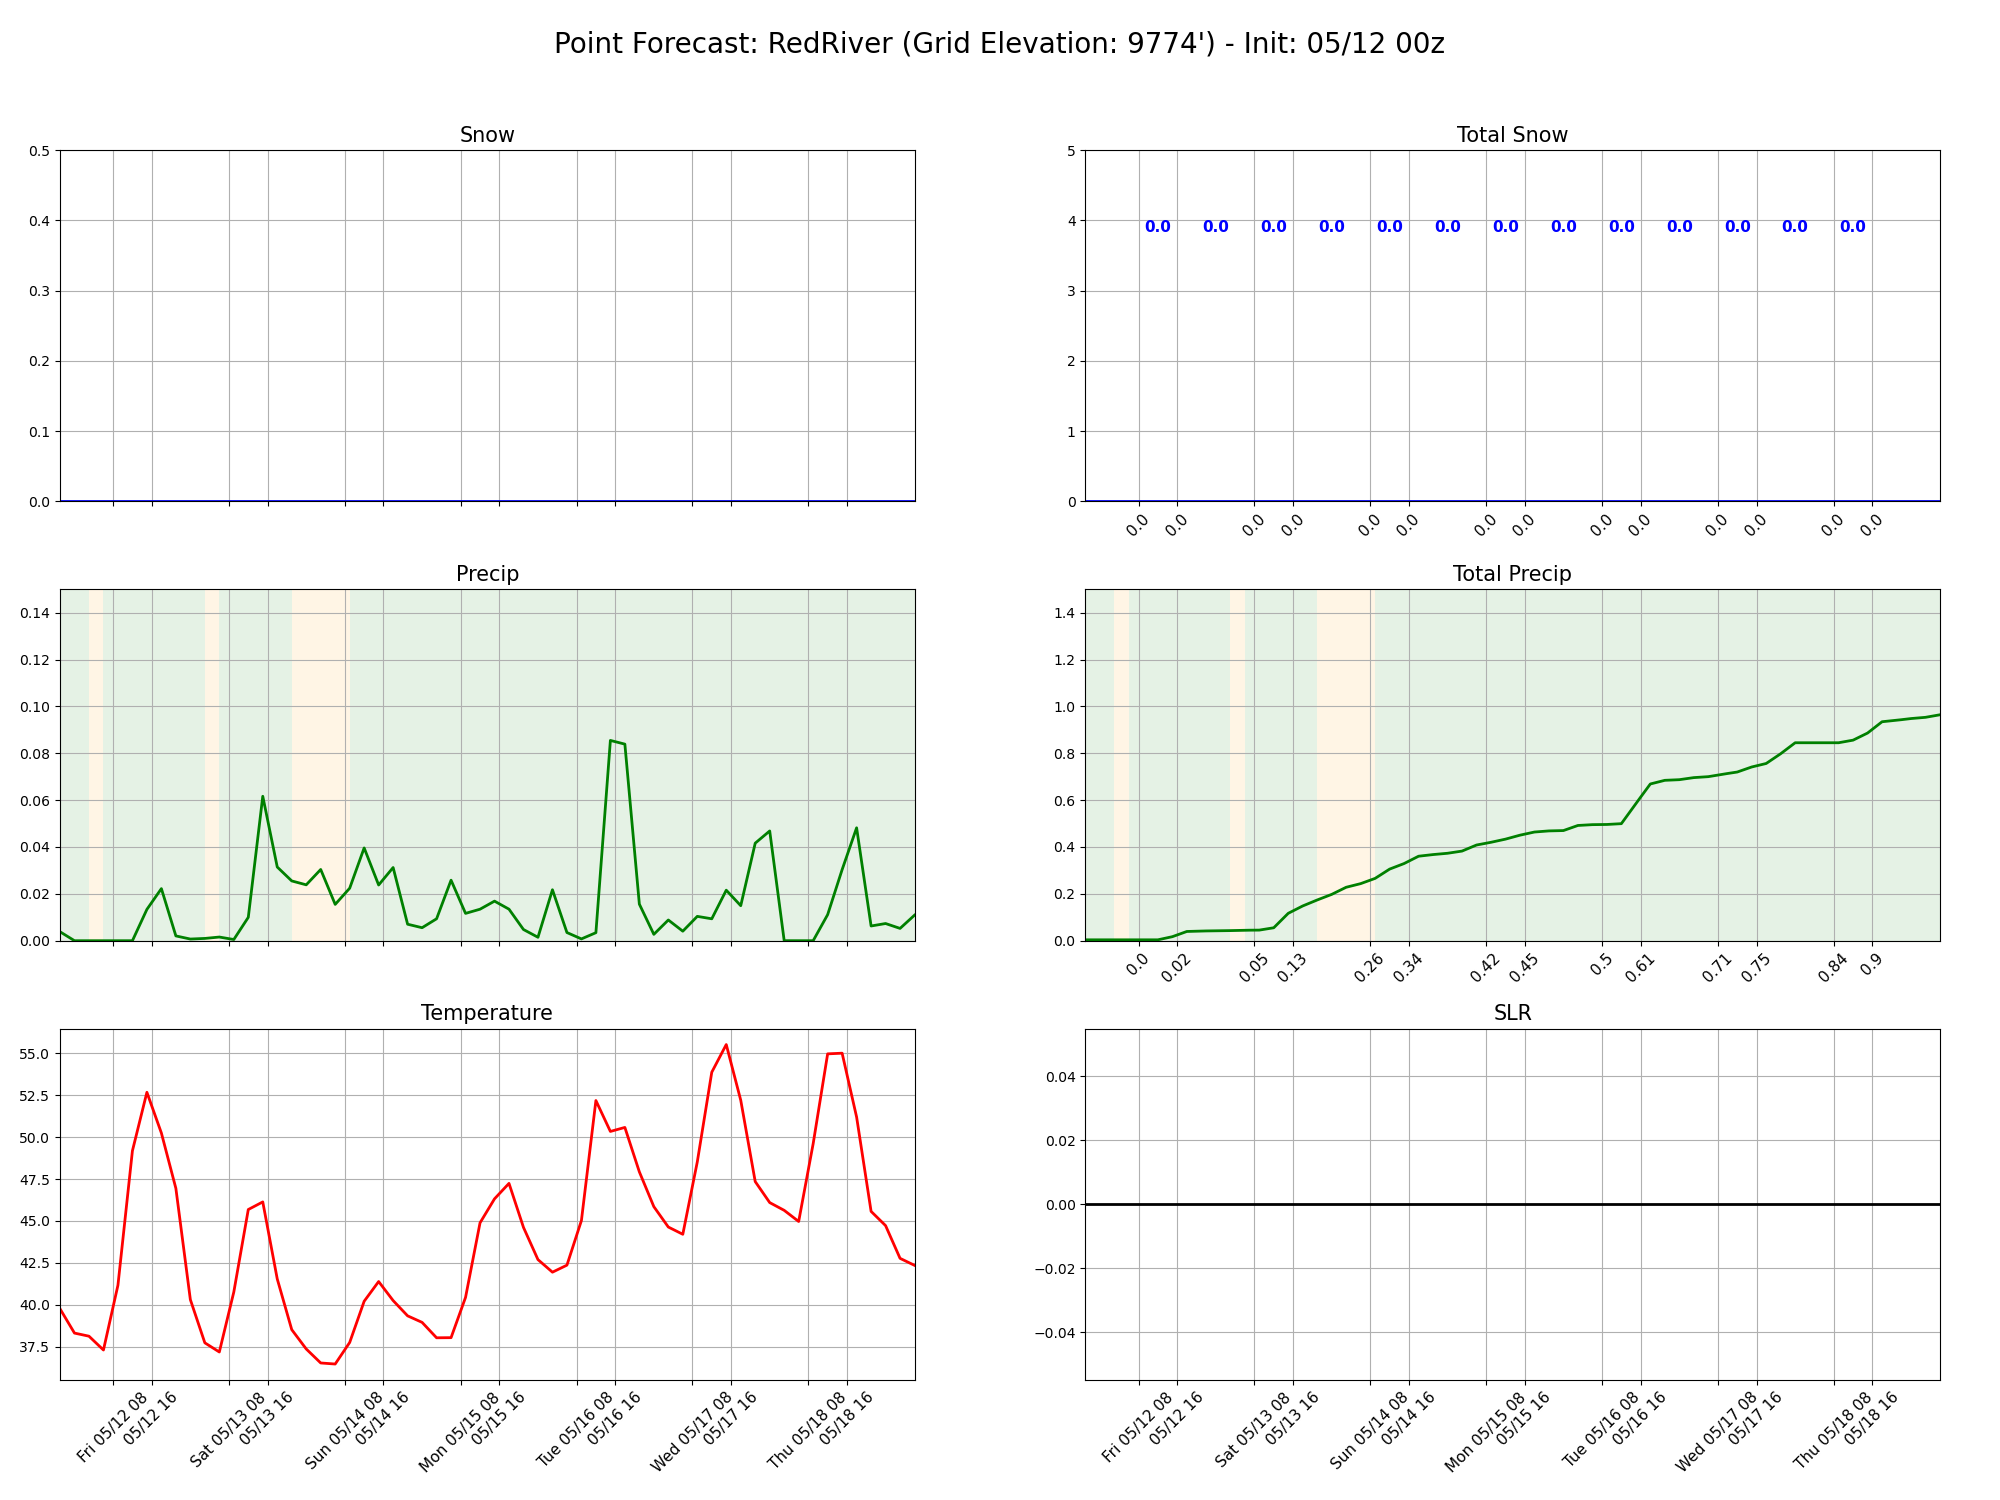 Point Forecast: RedRiver (Grid Elevation: 9774') - Init: 05/12 00z
Snow
0.5
0.4
0.3
0.2
0.1
0.0
Total Snow
5
4
3
2
1
0
0.0 0.0 0.0 0.0 0.0 0.0 0.0 0.0 0.0 0.0 0.0 0.0 0.0
0.0 0.0 0.0 0.0 0.0 0.0 0.0 0.0 0.0 0.0 0.0 0.0 0.0 0.0
Precip
0.14
0.12
0.10
0.08
0.06
0.04
0.02
0.00
Total Precip
1.4
1.2
1.0
0.8
0.6
0.4
0.2
0.0
0.0 0.02 0.05 0.13 0.26 0.34 0.42 0.45 0.5 0.61 0.71 0.75 0.84 0.9
Temperature
55.0
52.5
50.0
47.5
45.0
42.5
40.0
37.5
Fri 05/12 08
05/12 16
Sat 05/13 08
05/13 16
Sun 05/14 08
05/14 16
Mon 05/15 08
05/15 16
Tue 05/16 08
05/16 16
Wed 05/17 08
05/17 16
Thu 05/18 08
05/18 16
SLR
0.04
0.02
0.00
−0.02
−0.04
Fri 05/12 08
05/12 16
Sat 05/13 08
05/13 16
Sun 05/14 08
05/14 16
Mon 05/15 08
05/15 16
Tue 05/16 08
05/16 16
Wed 05/17 08
05/17 16
Thu 05/18 08
05/18 16